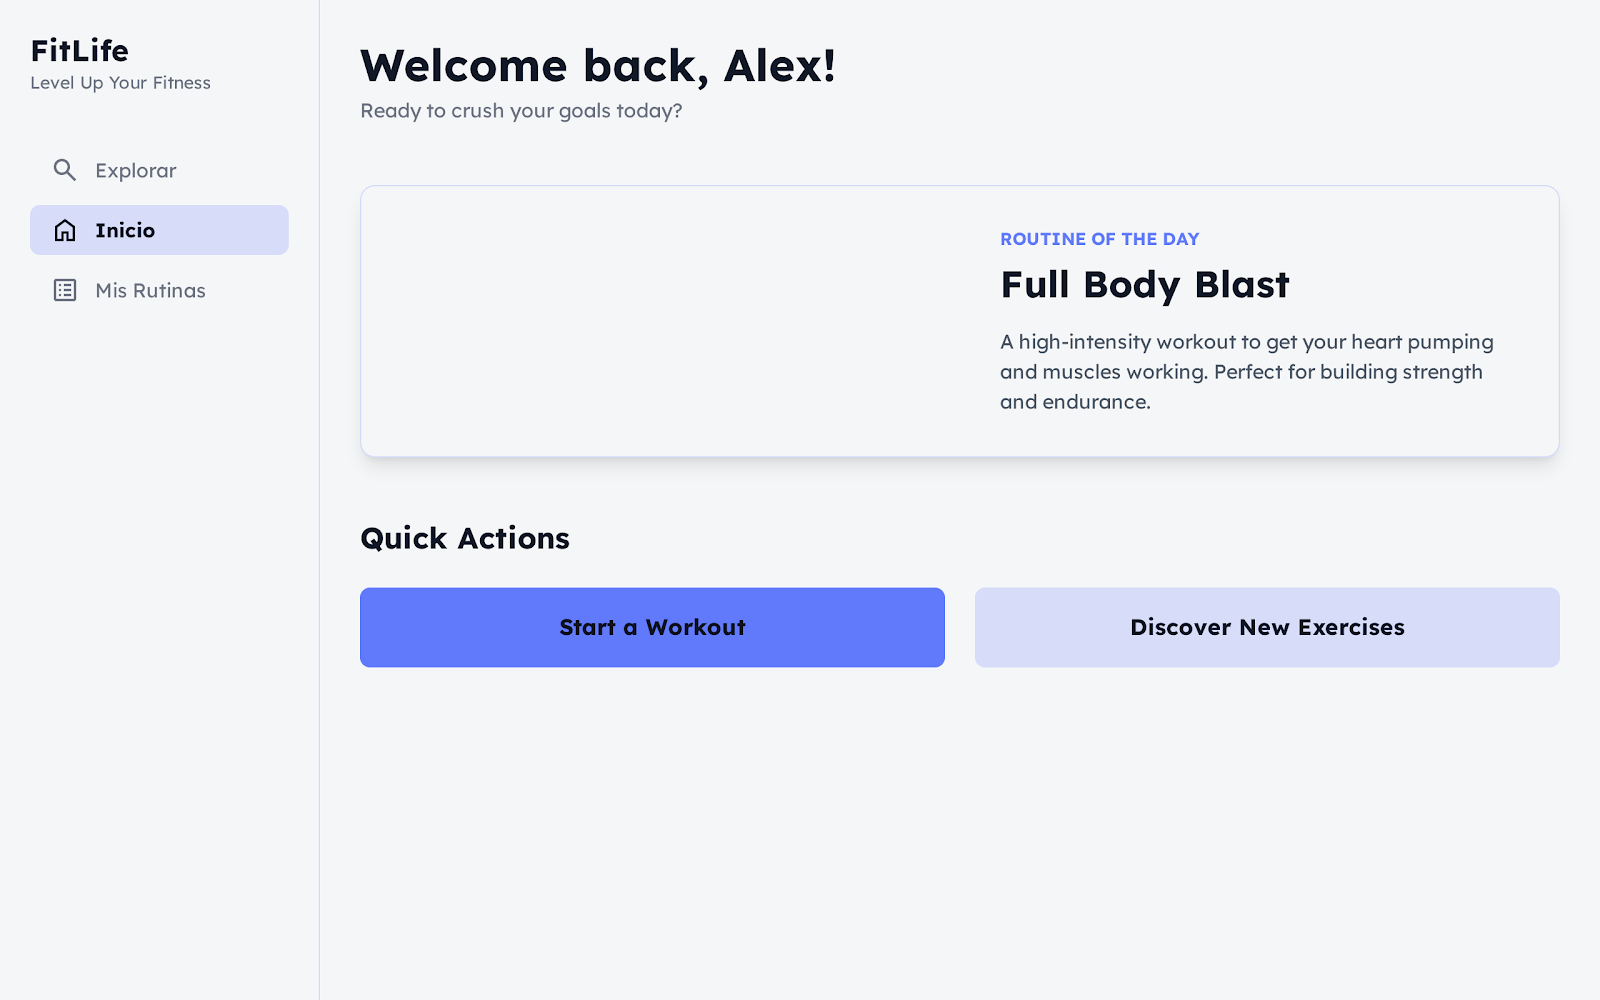 FitLife
Level Up Your Fitness
Explorar
Inicio
Mis Rutinas
Welcome back, Alex!
Ready to crush your goals today?
ROUTINE OF THE DAY
Full Body Blast
A high-intensity workout to get your heart pumping
and muscles working. Perfect for building strength
and endurance.
Quick Actions
Start a Workout
Discover New Exercises